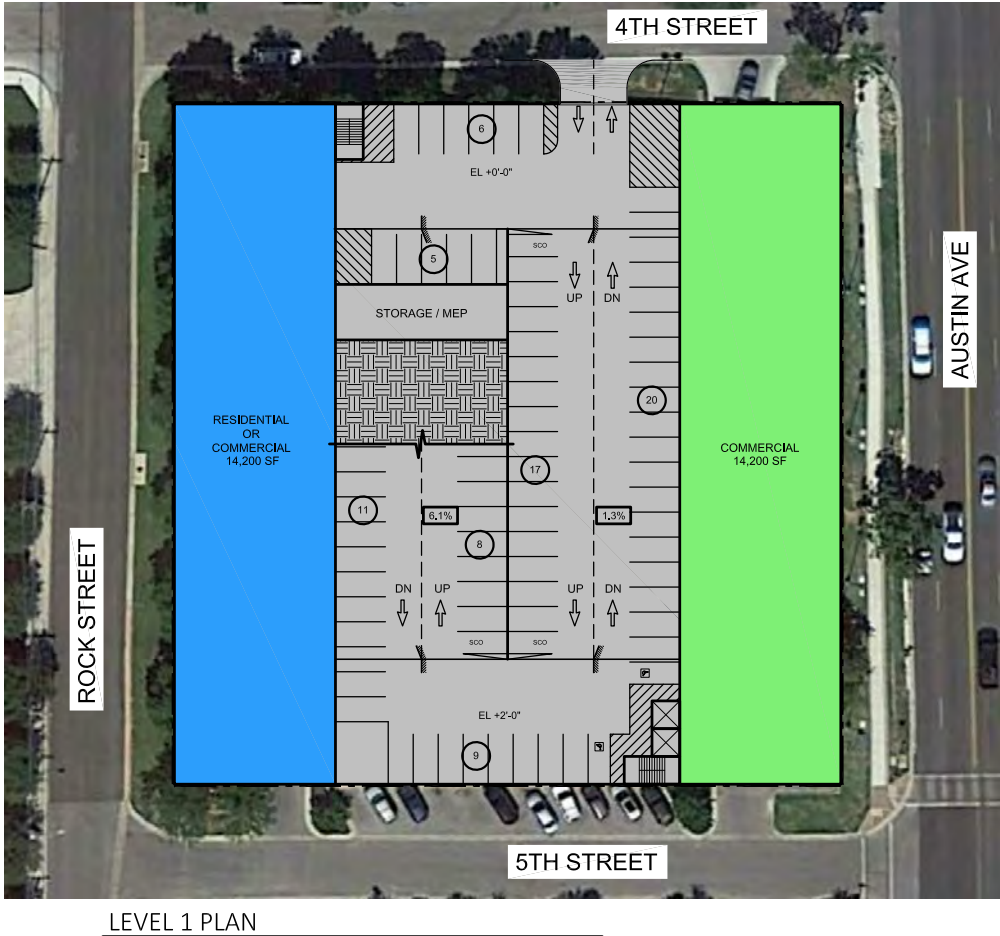 4TH STREET
6
EL +0'-0"
5
SCO
UP
DN
STORAGE / MEP
AUSTIN AVE
20
RESIDENTIAL
OR
COMMERCIAL
14,200 SF
COMMERCIAL
14,200 SF
17
11
6.1%
1.3%
8
ROCK STREET
DN
UP
UP
DN
SCO
SCO
EL +2'-0"
9
5TH STREET
LEVEL 1 PLAN